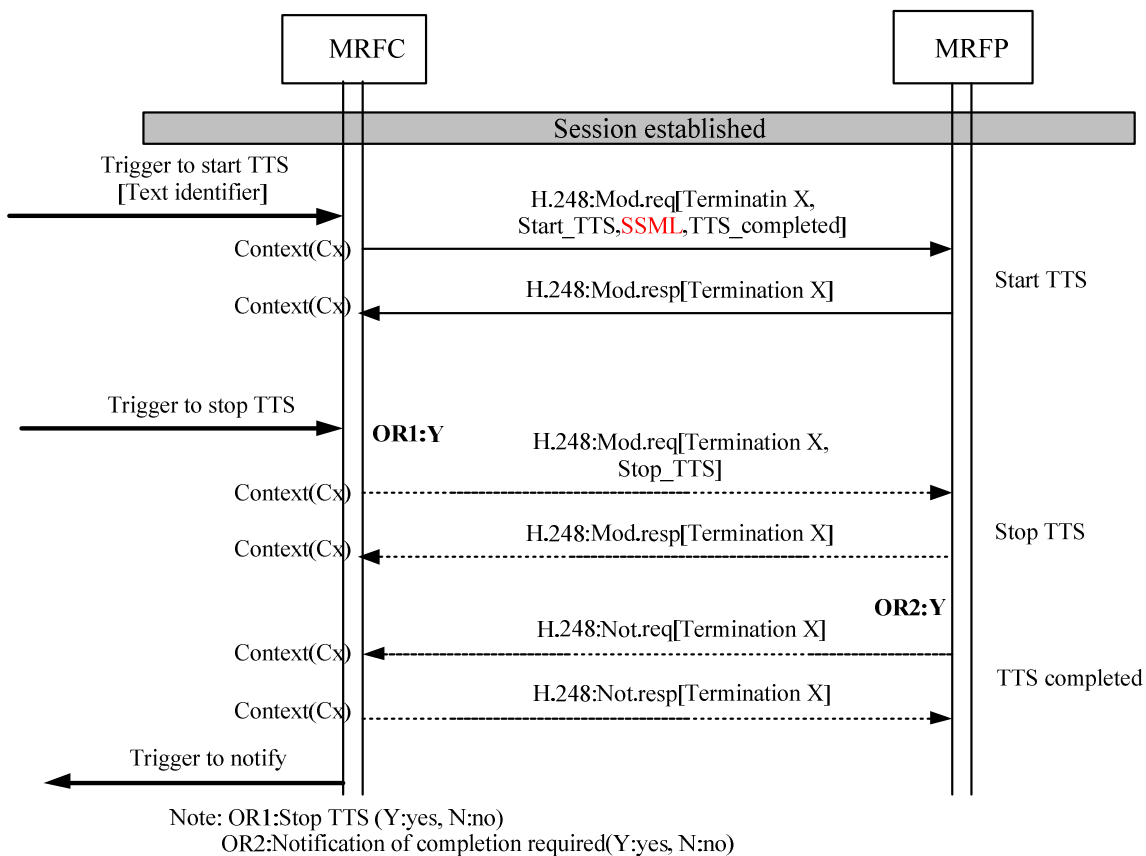 MRFC
MRFP
Session established
Trigger to start TTS
[Text identifier]
H.248:Mod.req[Terminatin X,
Start_TTS,SSML,TTS_completed]
Context(Cx)
Start TTS
H.248:Mod.resp[Termination X]
Context(Cx)
Trigger to stop TTS
OR1:Y
H.248:Mod.req[Termination X,
Stop_TTS]
Context(Cx)
H.248:Mod.resp[Termination X]
Stop TTS
Context(Cx)
OR2:Y
H.248:Not.req[Termination X]
Context(Cx)
TTS completed
H.248:Not.resp[Termination X]
Context(Cx)
Trigger to notify
Note: OR1:Stop TTS (Y:yes, N:no)
OR2:Notification of completion required(Y:yes, N:no)